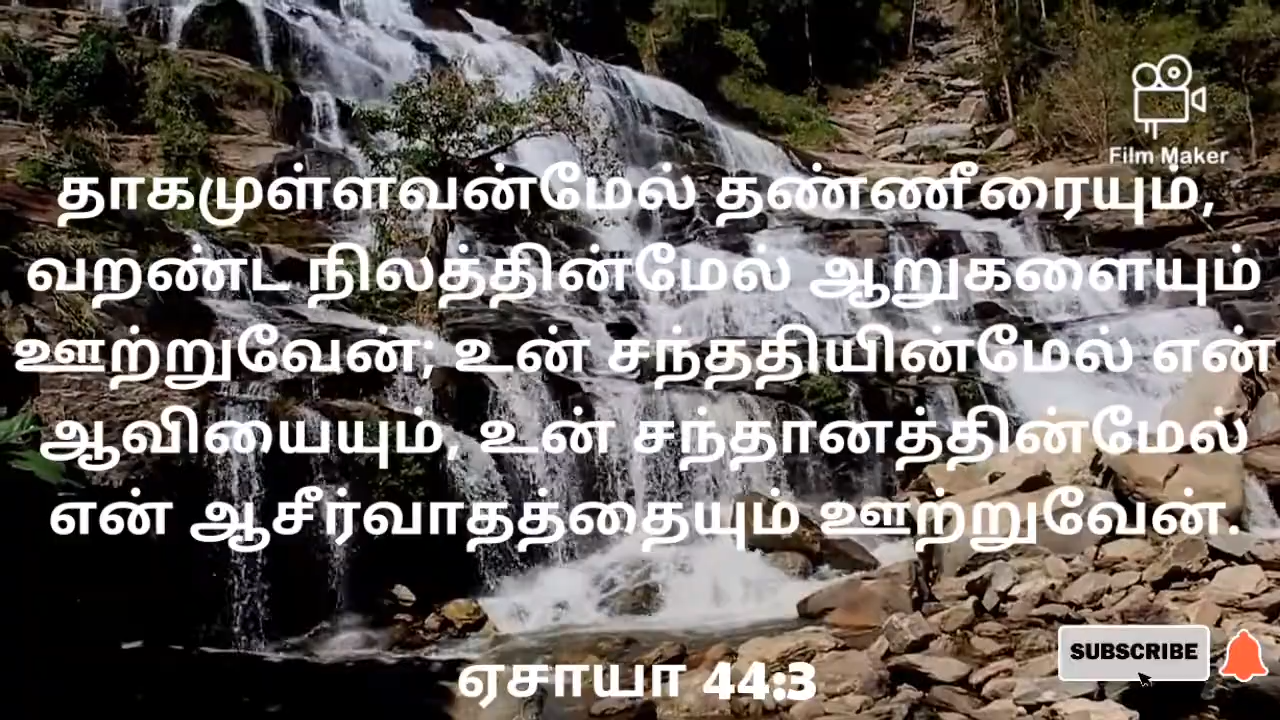 Film Maker
தாகமுள்ளவன்மேல் தண்ணீரையும்,
வறண்ட நிலத்தின்மேல் ஆறுகளையும்
ஊற்றுவேன்; உன் சந்ததியின்மேல் என்
ஆவியையும், உன் சந்தானத்தின்மேல்
என் ஆசீர்வாதத்தையும் ஊற்றுவேன்.
ஏசாயா 44:3
SUBSCRIBE